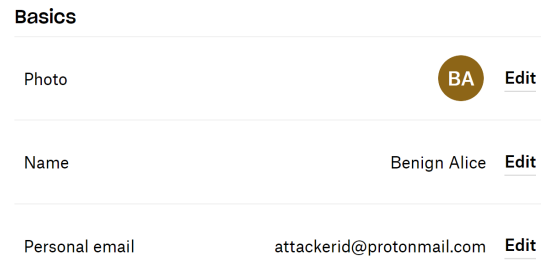 Basics
Photo BA Edit
Name Benign Alice Edit
Personal email attackerid@protonmail.com Edit